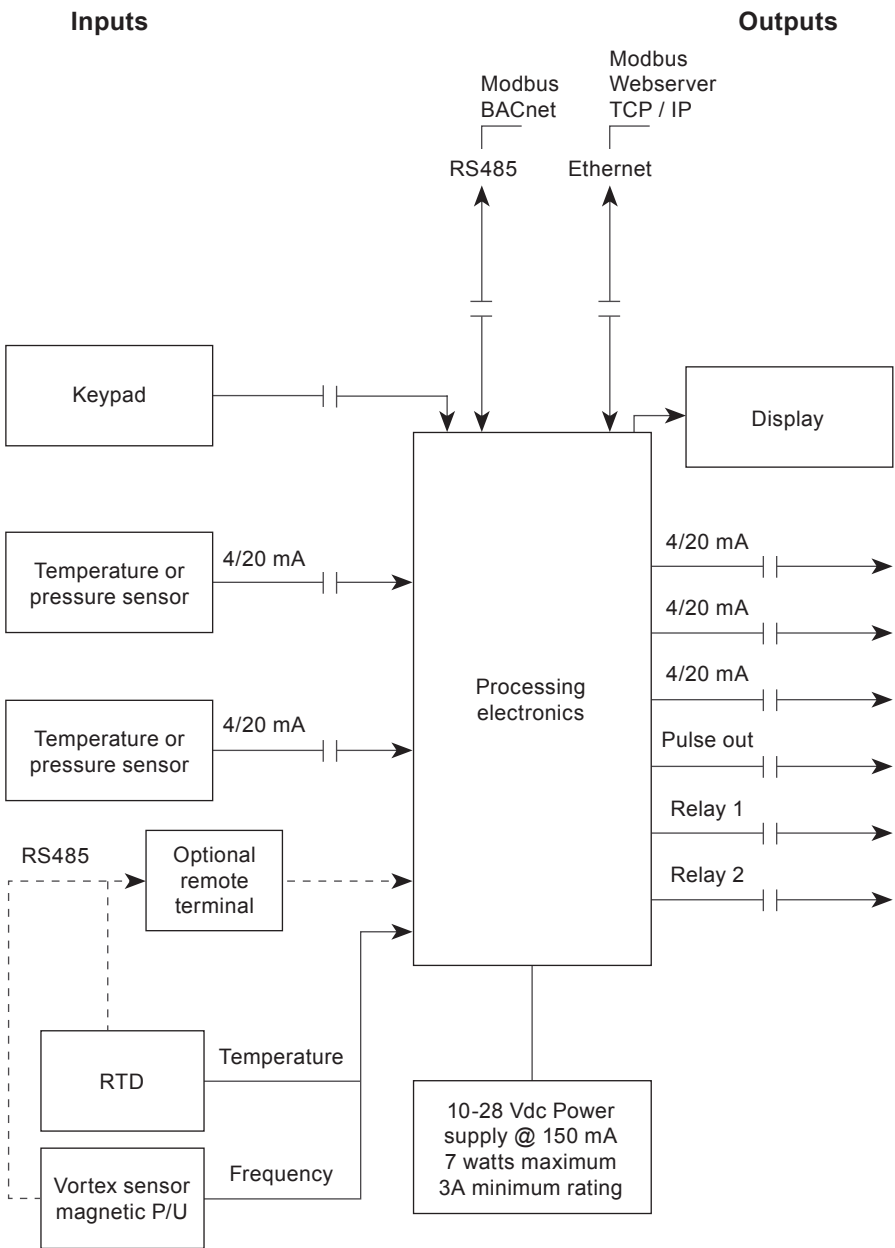 Inputs
Outputs
Modbus
BACnet
Modbus
Webserver
TCP / IP
RS485
Ethernet
Keypad
Display
Temperature or
pressure sensor
4/20 mA
Temperature or
pressure sensor
4/20 mA
Processing
electronics
4/20 mA
4/20 mA
4/20 mA
Pulse out
Relay 1
Relay 2
RS485
Optional
remote
terminal
RTD
Temperature
Vortex sensor
magnetic P/U
Frequency
10-28 Vdc Power
supply @ 150 mA
7 watts maximum
3A minimum rating